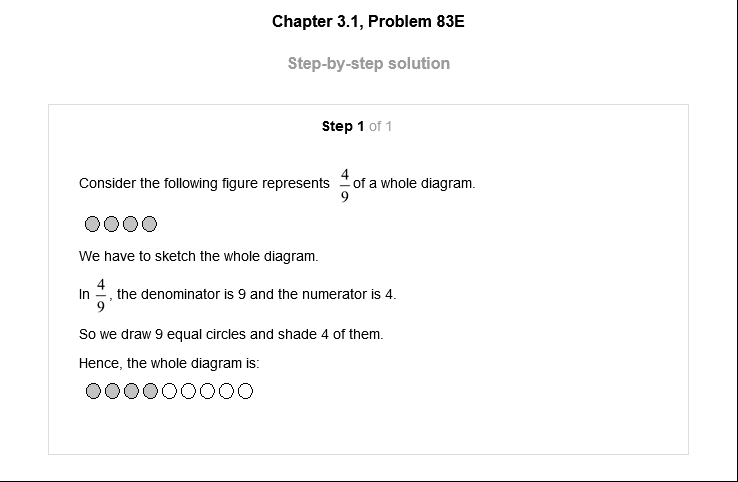 Chapter 3.1, Problem 83E
Step-by-step solution
Step 1 of 1
Consider the following figure represents 4/9 of a whole diagram.
We have to sketch the whole diagram.
In 4/9, the denominator is 9 and the numerator is 4.
So we draw 9 equal circles and shade 4 of them.
Hence, the whole diagram is: